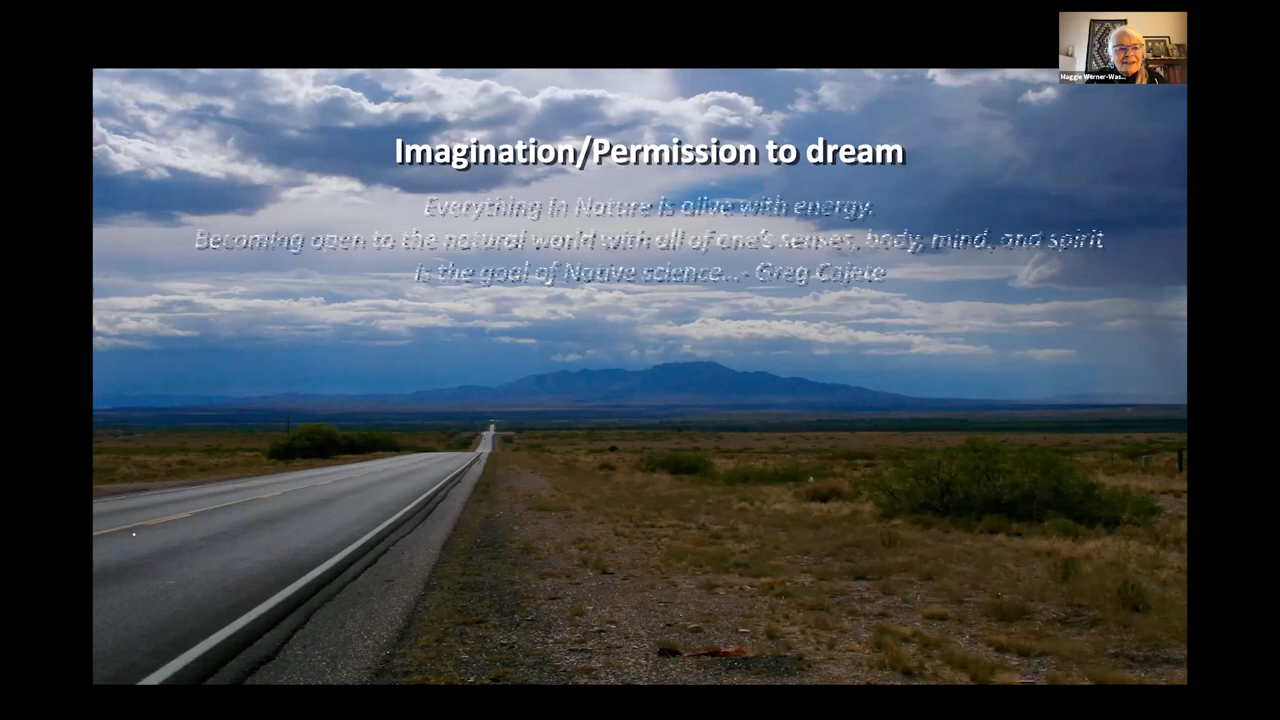 Maggie Werner-Was...
Imagination/Permission to dream
Everything in Nature is alive with energy.
Becoming open to the natural world with all of one's senses, body, mind, and spirit
is the goal of Native science...- Greg Cajete